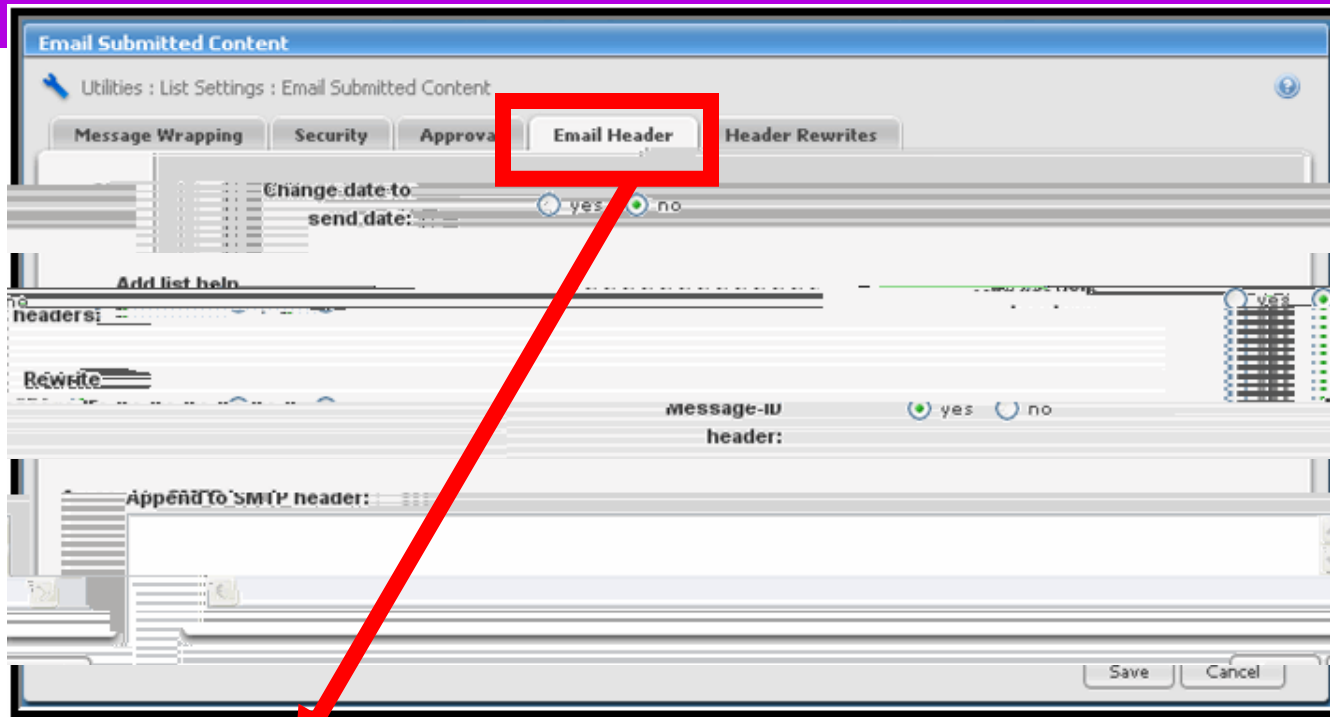 Email Submitted Content
Utilities : List Settings : Email Submitted Content
Message Wrapping Security Approva Email Header Header Rewrites
Change date to
send date:
yes no
Add list help
headers:
yes
no
Rewrite
Message-ID
header:
yes no
Append to SMTP header:
Save Cancel